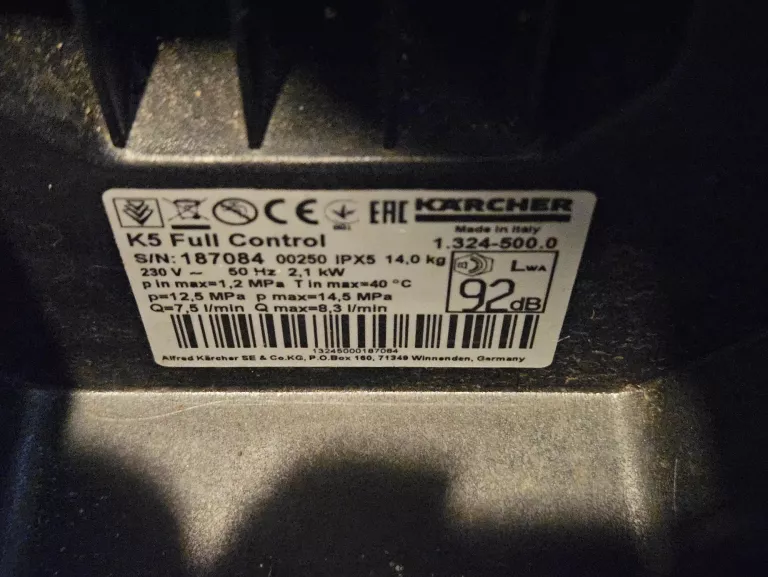 CE EAC KÄRCHER
Made in Italy
K5 Full Control 1.324-500.0
S/N: 187084 00250 IPX5 14,0 kg
230 V ~ 50 Hz 2,1 kW
p in max=1,2 MPa T in max=40 °C
p=12,5 MPa p max=14,5 MPa
Q=7,5 l/min Q max=8,3 l/min
LWA
92dB
13245000187084
Alfred Kärcher SE & Co.KG, P.O.Box 160, 71349 Winnenden, Germany